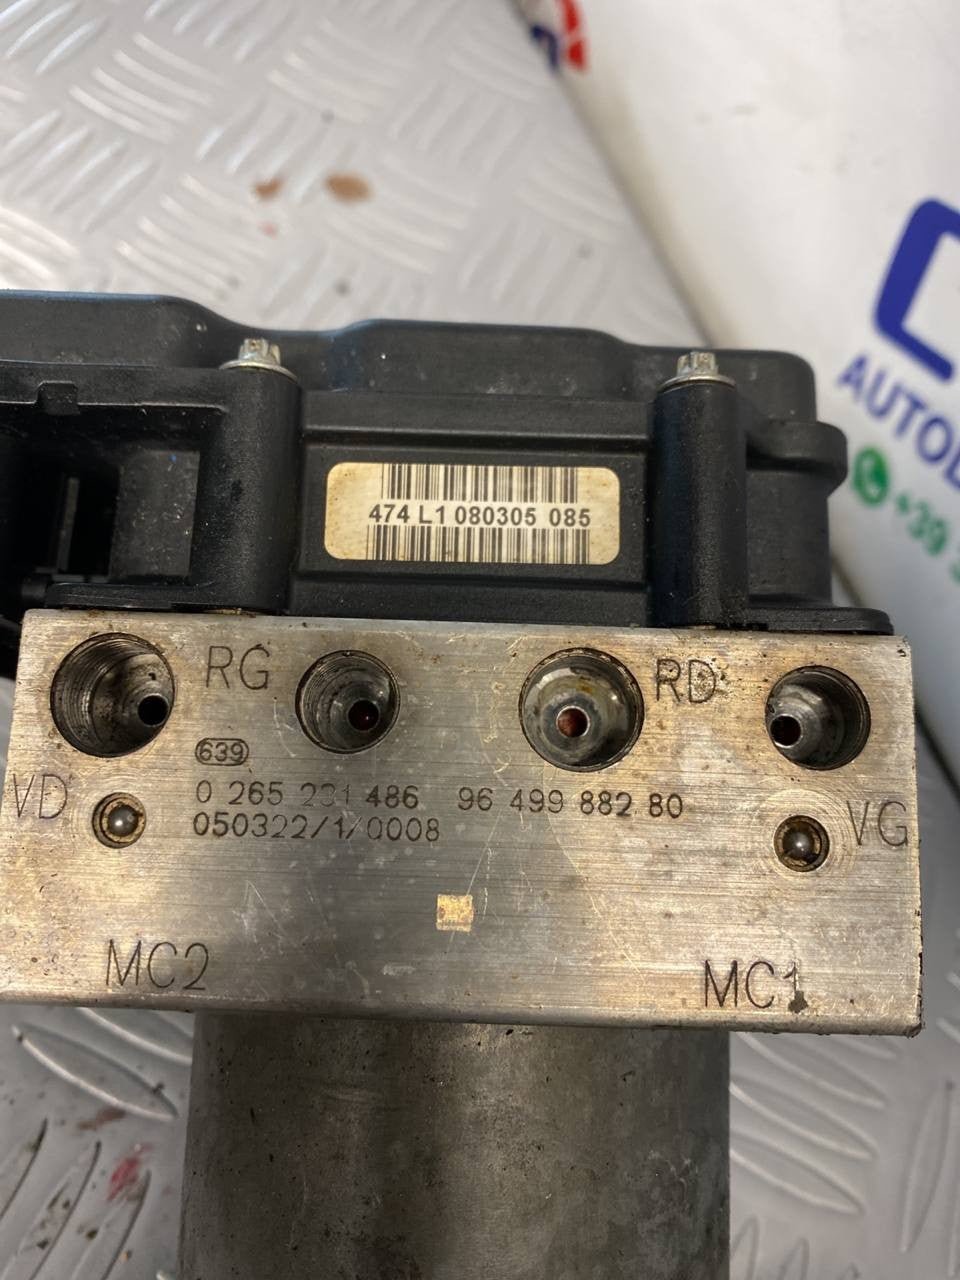 474 L1 080305 085
RG RD
639
VD VG
0 265 231 486 96 499 882 80
050322/1/0008
MC2 MC1
AUTO
+39